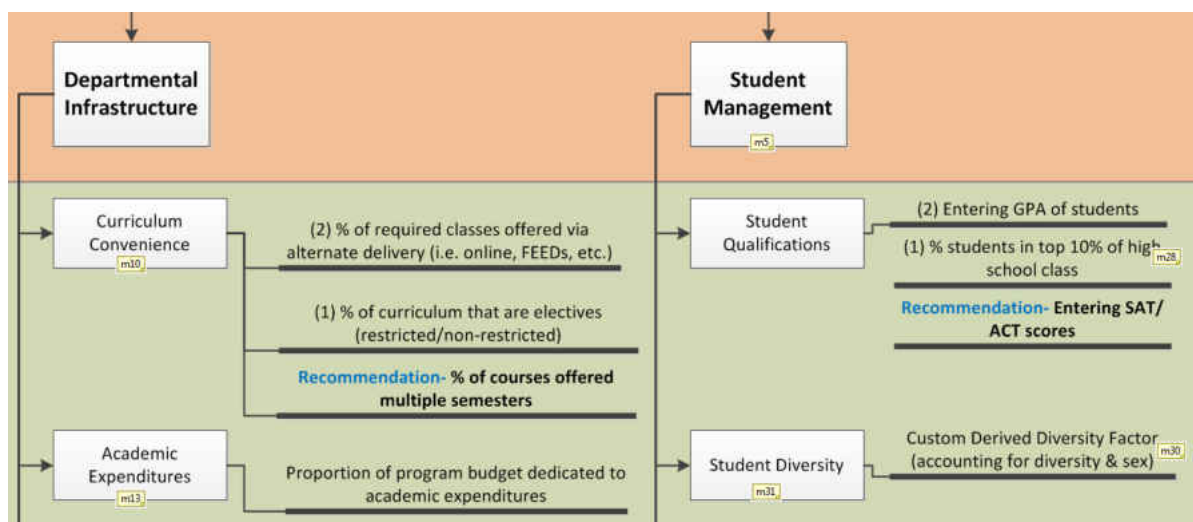 Departmental
Infrastructure
Student
Management
m5
Curriculum
Convenience
m10
(2) % of required classes offered via
alternate delivery (i.e. online, FEEDs, etc.)
(1) % of curriculum that are electives
(restricted/non-restricted)
Recommendation- % of courses offered
multiple semesters
Academic
Expenditures
m13
Proportion of program budget dedicated to
academic expenditures
Student
Qualifications
(2) Entering GPA of students
(1) % students in top 10% of high
school class
m28
Recommendation- Entering SAT/
ACT scores
Student Diversity
m31
Custom Derived Diversity Factor
(accounting for diversity & sex)
m30